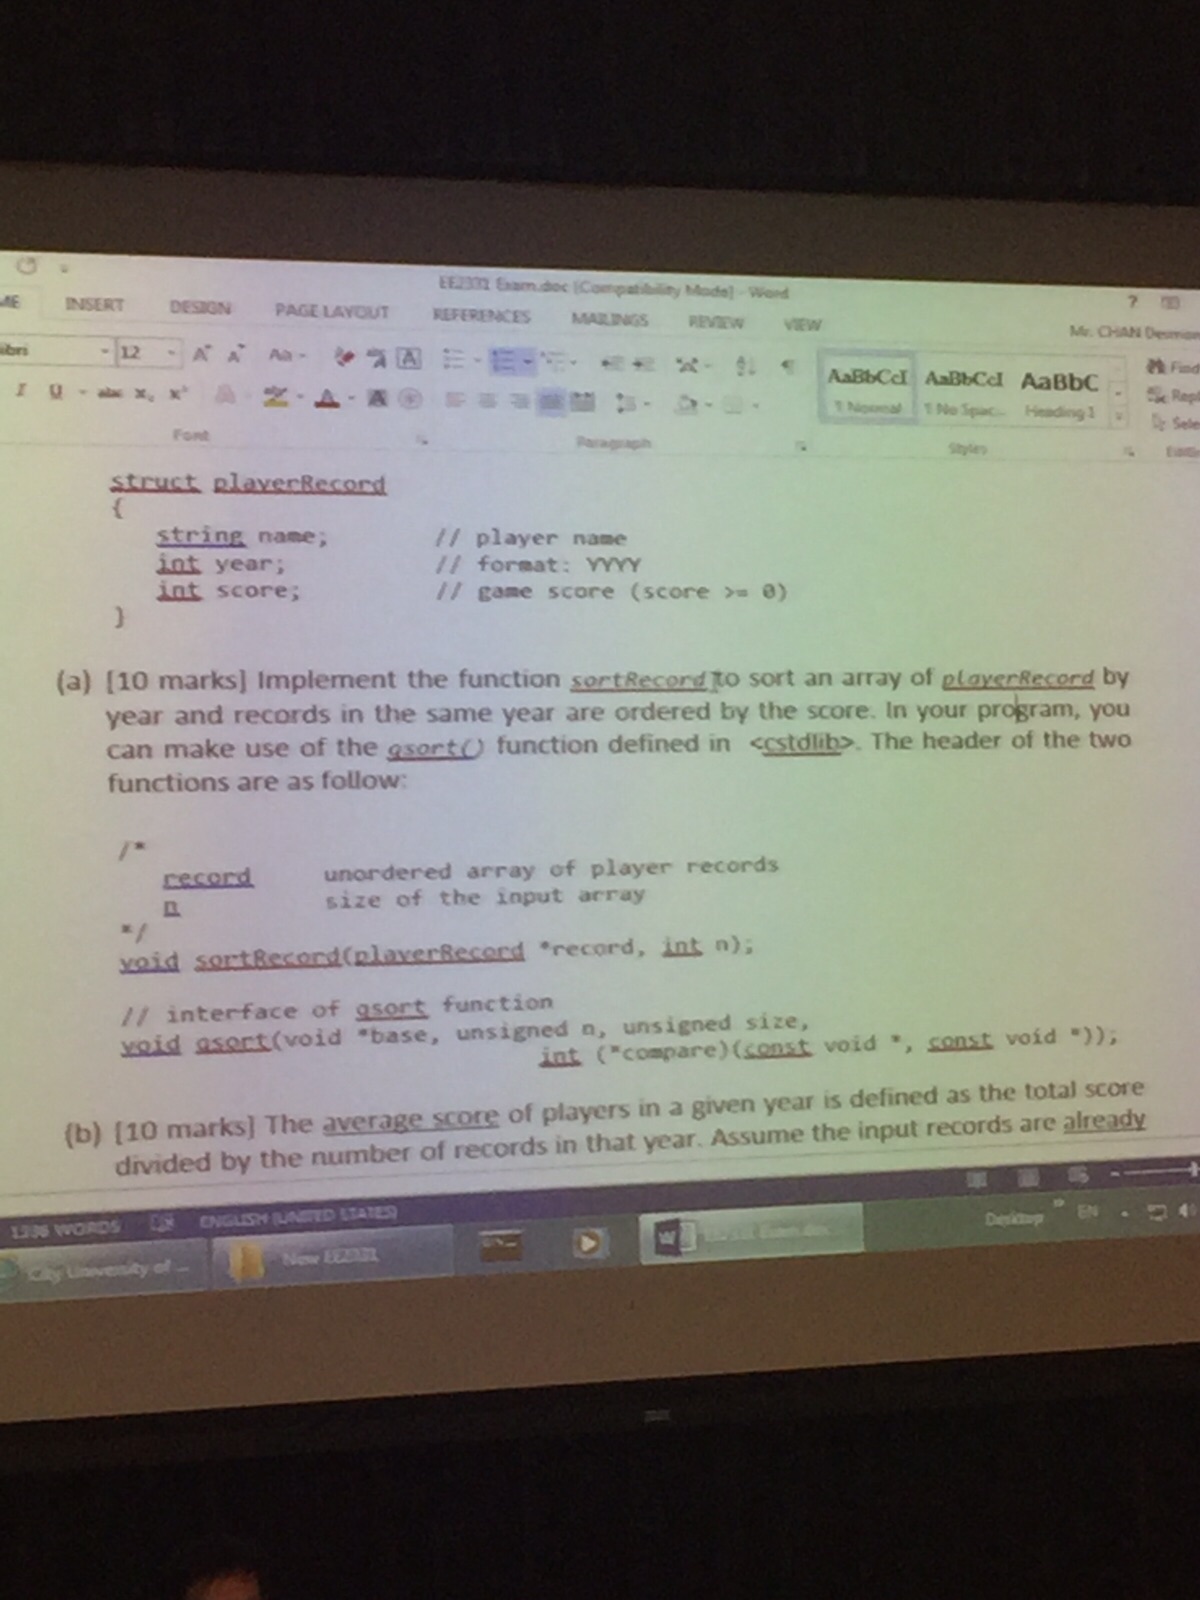 EE2331 Exam.doc [Compatibility Mode] - Word
? 
ME INSERT DESIGN PAGE LAYOUT REFERENCES MAILINGS REVIEW VIEW
Mr. CHAN Desmon
ibri 12 A A Aa
I U abc X₂ X² A A A
AaBbCcI AaBbCcI AaBbC
¶ Normal ¶ No Spac... Heading 1
Find
Repl
Sele
Font Paragraph Styles Editi
struct playerRecord
{
string name; // player name
int year; // format: YYYY
int score; // game score (score >= 0)
}
(a) [10 marks] Implement the function sortRecord to sort an array of playerRecord by
year and records in the same year are ordered by the score. In your program, you
can make use of the qsort() function defined in <cstdlib>. The header of the two
functions are as follow:
/*
record unordered array of player records
n size of the input array
*/
void sortRecord(playerRecord *record, int n);
// interface of qsort function
void qsort(void *base, unsigned n, unsigned size,
int (*compare)(const void *, const void *));
(b) [10 marks] The average score of players in a given year is defined as the total score
divided by the number of records in that year. Assume the input records are already
1336 WORDS ENGLISH (UNITED STATES)
City University of ... New EE2331 Desktop EN